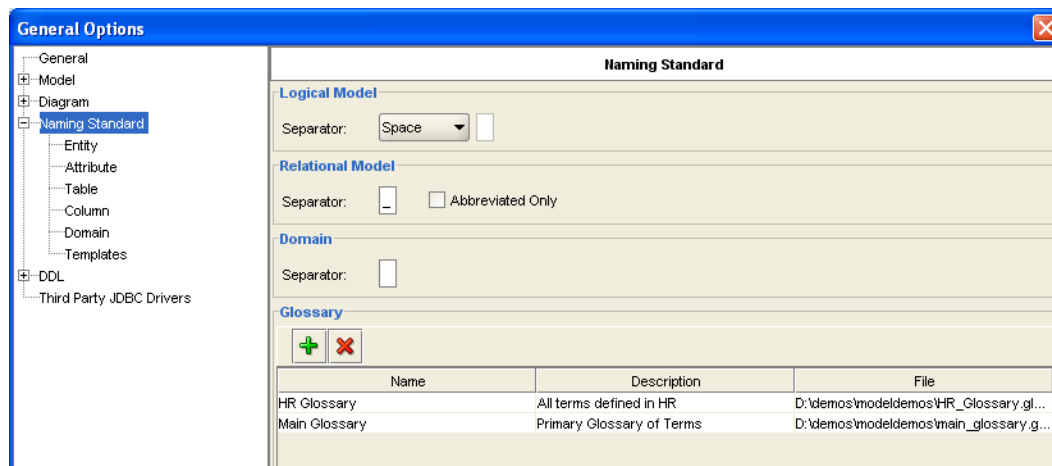 General Options
General
Model
Diagram
Naming Standard
Entity
Attribute
Table
Column
Domain
Templates
DDL
Third Party JDBC Drivers
Naming Standard
Logical Model
Separator: Space
Relational Model
Separator: _ Abbreviated Only
Domain
Separator:
Glossary
Name Description File
HR Glossary All terms defined in HR D:\demos\modeldemos\HR_Glossary.gl...
Main Glossary Primary Glossary of Terms D:\demos\modeldemos\main_glossary.g...